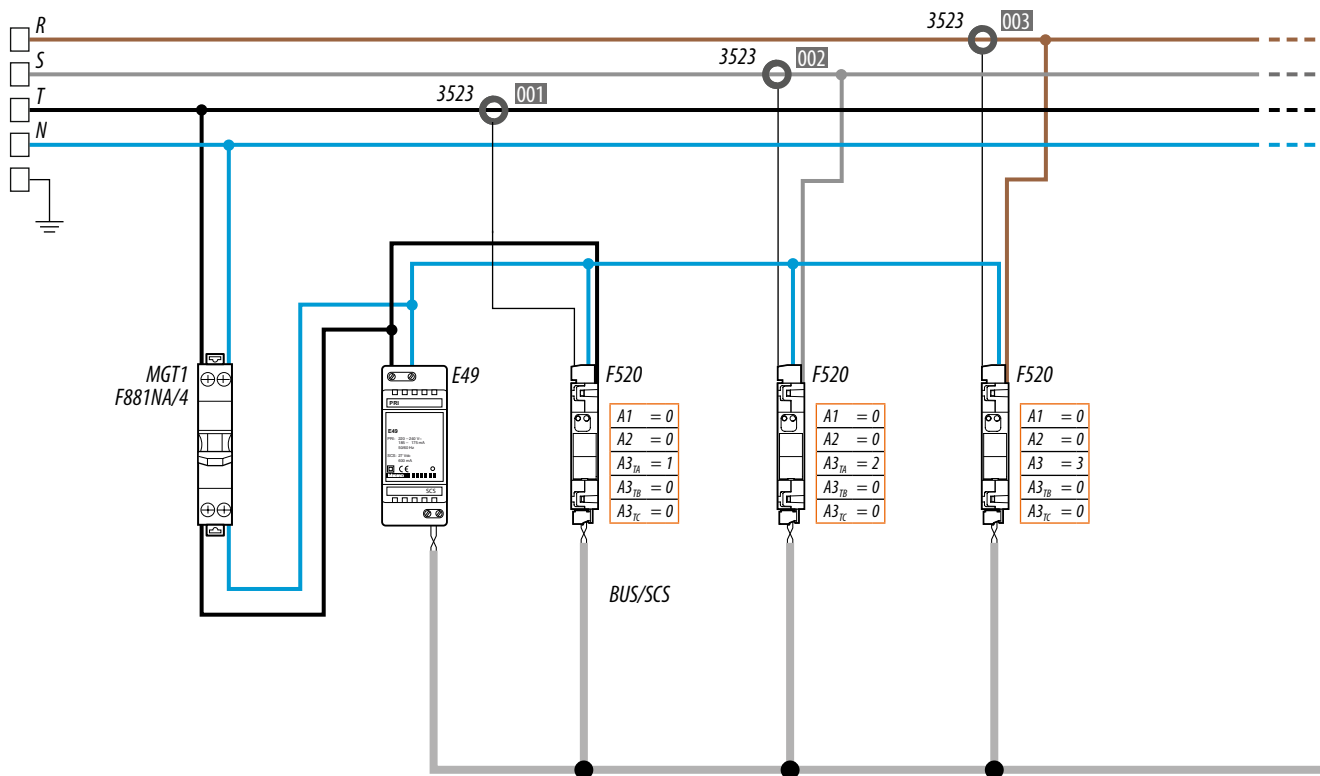 R
3523 003
S
3523 002
T
3523 001
N
MGT1
F881NA/4
E49
PRI
E49
SCS
F520
A1 = 0
A2 = 0
A3TA = 1
A3TB = 0
A3TC = 0
F520
A1 = 0
A2 = 0
A3TA = 2
A3TB = 0
A3TC = 0
F520
A1 = 0
A2 = 0
A3 = 3
A3TB = 0
A3TC = 0
BUS/SCS